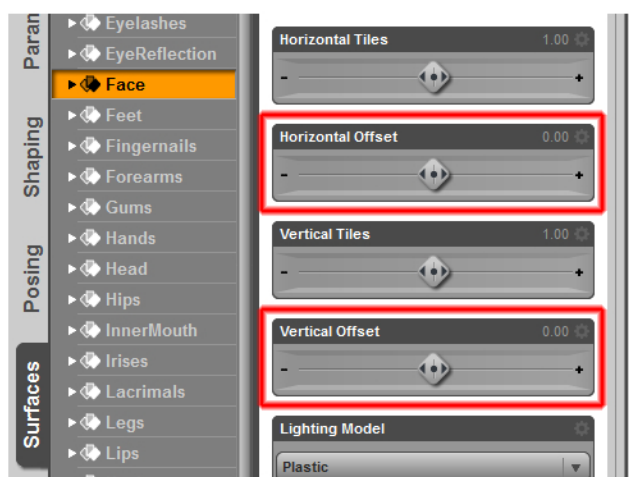 Param
Shaping
Posing
Surfaces
Eyelashes
EyeReflection
Face
Feet
Fingernails
Forearms
Gums
Hands
Head
Hips
InnerMouth
Irises
Lacrimals
Legs
Lips
Horizontal Tiles 1.00
- +
Horizontal Offset 0.00
- +
Vertical Tiles 1.00
- +
Vertical Offset 0.00
- +
Lighting Model
Plastic